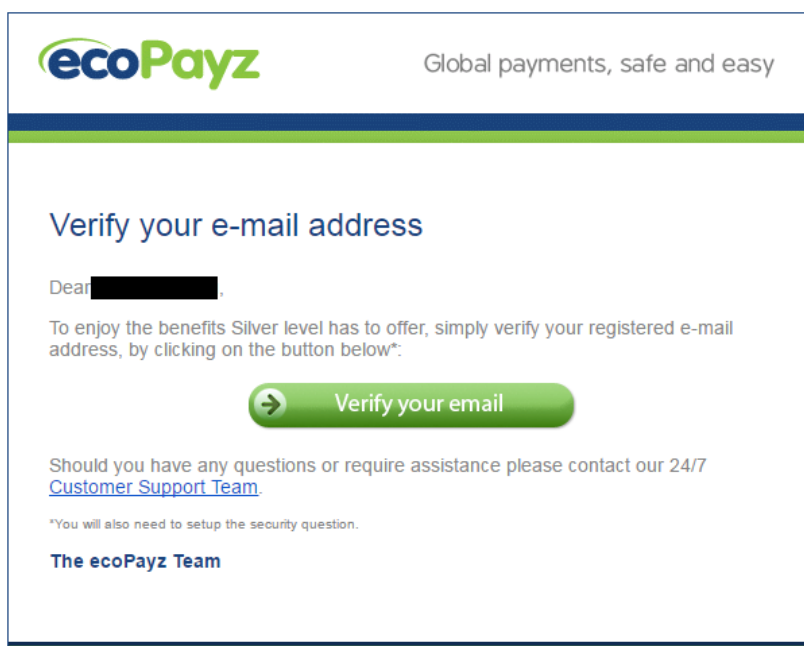 ecoPayz
Global payments, safe and easy
Verify your e-mail address
Dear ,
To enjoy the benefits Silver level has to offer, simply verify your registered e-mail
address, by clicking on the button below*:
Verify your email
Should you have any questions or require assistance please contact our 24/7
Customer Support Team.
*You will also need to setup the security question.
The ecoPayz Team